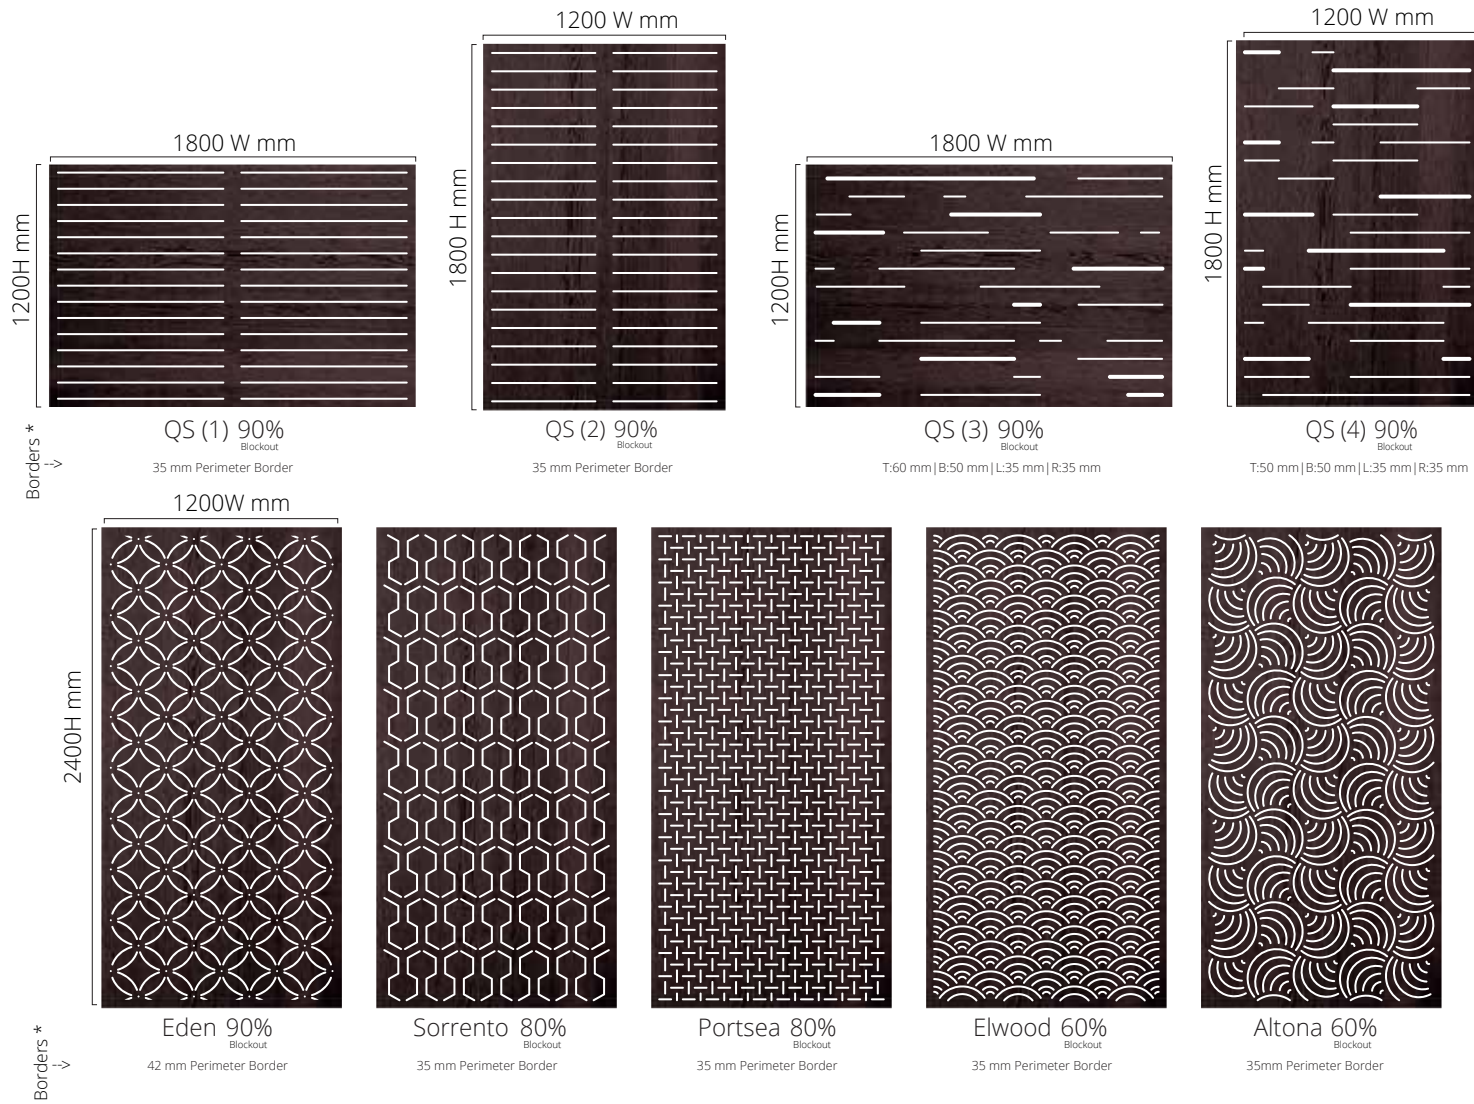 1200 W mm
1200 W mm
1800 W mm
1800 W mm
1200H mm
1800 H mm
1200H mm
1800 H mm
QS (1) 90%
Blockout
QS (2) 90%
Blockout
QS (3) 90%
Blockout
QS (4) 90%
Blockout
Borders *
-->
35 mm Perimeter Border
35 mm Perimeter Border
T:60 mm|B:50 mm|L:35 mm|R:35 mm
T:50 mm|B:50 mm|L:35 mm|R:35 mm
1200W mm
2400H mm
Eden 90%
Blockout
Sorrento 80%
Blockout
Portsea 80%
Blockout
Elwood 60%
Blockout
Altona 60%
Blockout
Borders *
-->
42 mm Perimeter Border
35 mm Perimeter Border
35 mm Perimeter Border
35 mm Perimeter Border
35mm Perimeter Border